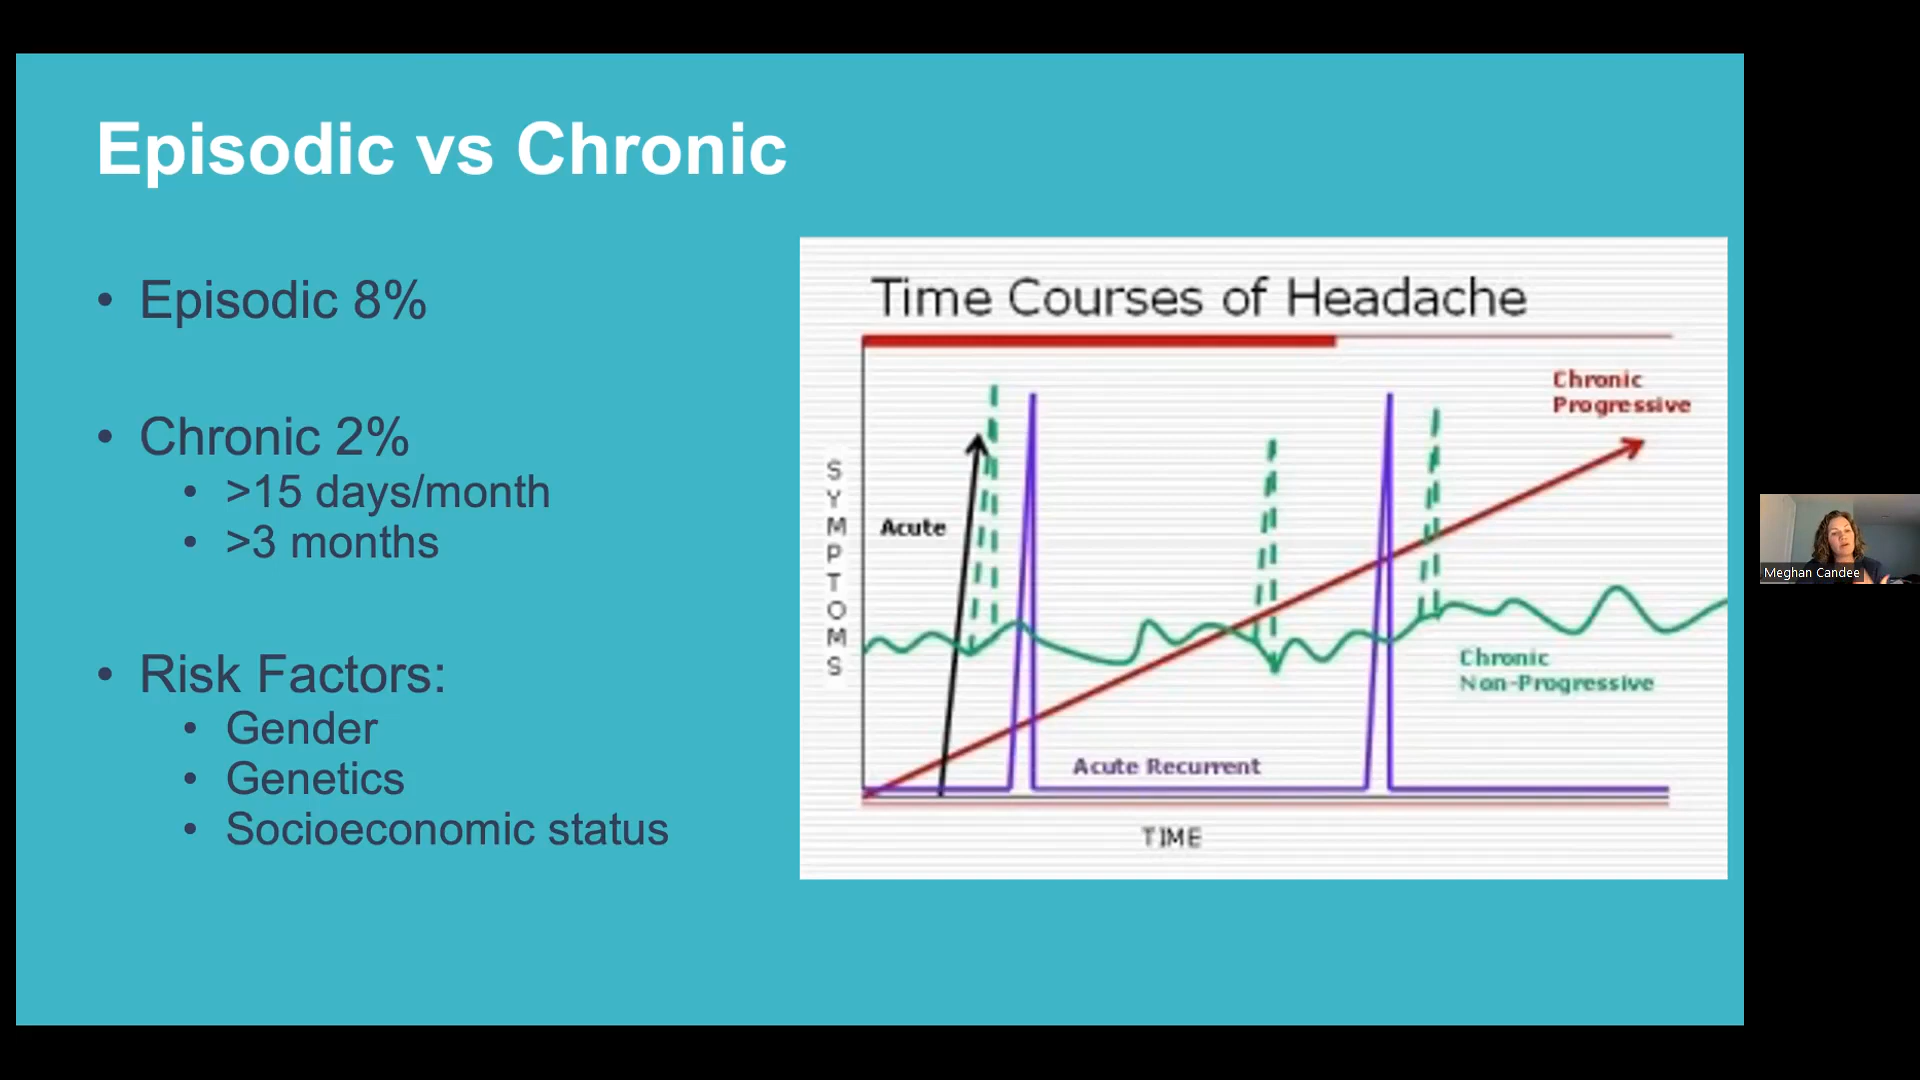 Episodic vs Chronic
• Episodic 8%
• Chronic 2%
• >15 days/month
• >3 months
• Risk Factors:
• Gender
• Genetics
• Socioeconomic status
Time Courses of Headache
Chronic
Progressive
SYMPTOMS
Acute
Chronic
Non-Progressive
Acute Recurrent
TIME
Meghan Candee